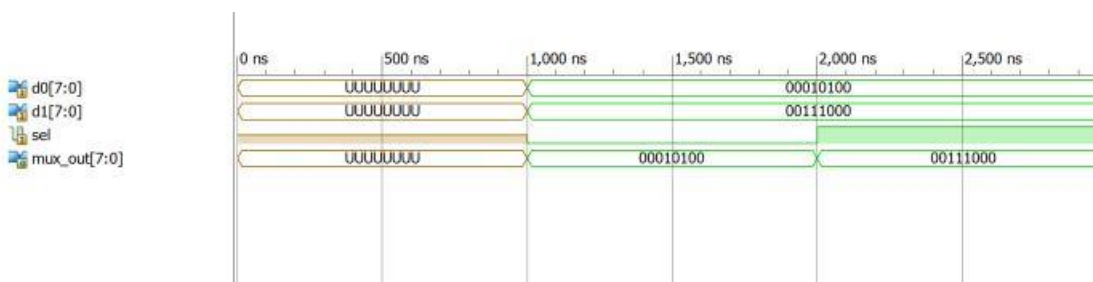 0 ns 500 ns 1,000 ns 1,500 ns 2,000 ns 2,500 ns
d0[7:0] UUUUUUUU 00010100
d1[7:0] UUUUUUUU 00111000
sel
mux_out[7:0] UUUUUUUU 00010100 00111000